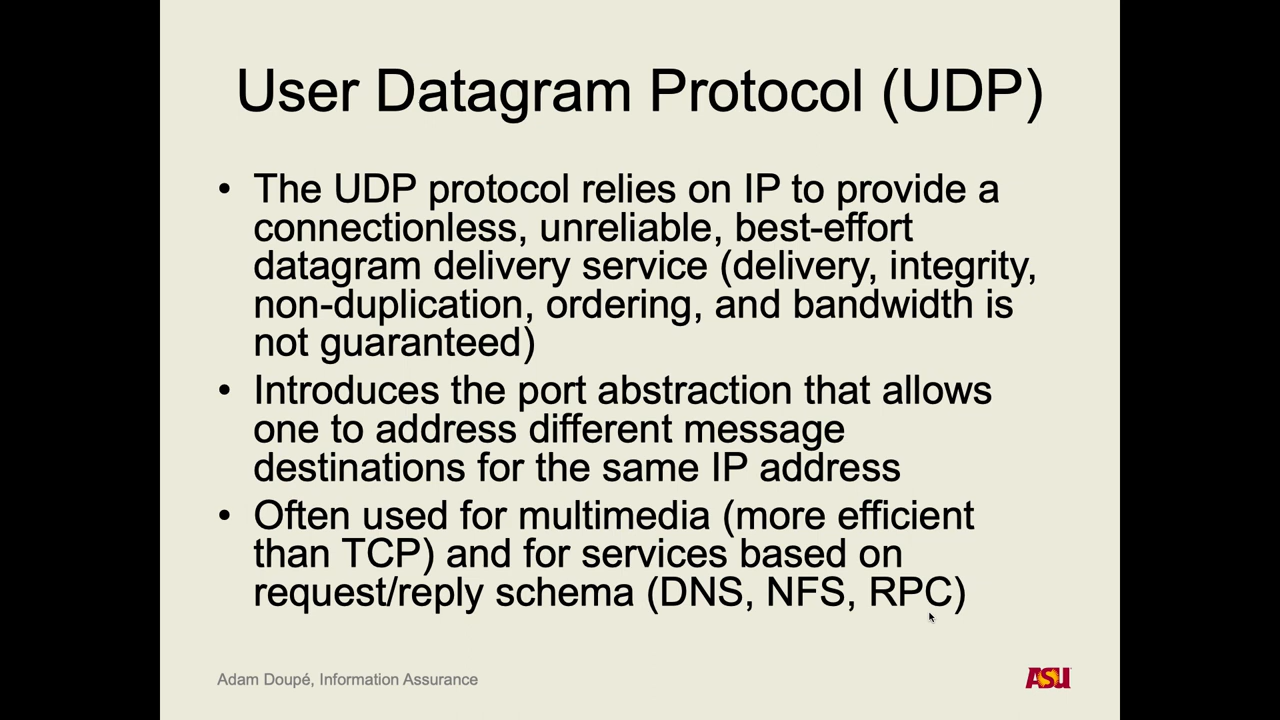 User Datagram Protocol (UDP)
• The UDP protocol relies on IP to provide a
connectionless, unreliable, best-effort
datagram delivery service (delivery, integrity,
non-duplication, ordering, and bandwidth is
not guaranteed)
• Introduces the port abstraction that allows
one to address different message
destinations for the same IP address
• Often used for multimedia (more efficient
than TCP) and for services based on
request/reply schema (DNS, NFS, RPC)
Adam Doupé, Information Assurance
ASU